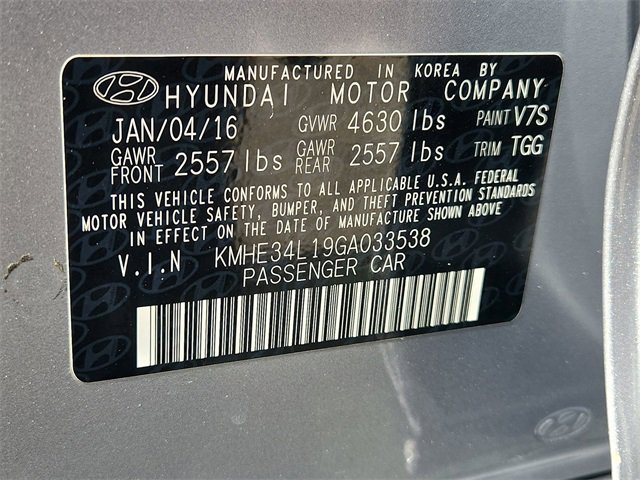 MANUFACTURED IN KOREA BY
HYUNDAI MOTOR COMPANY
JAN/04/16 GVWR 4630 lbs PAINT V7S
GAWR FRONT 2557 lbs GAWR REAR 2557 lbs TRIM TGG
THIS VEHICLE CONFORMS TO ALL APPLICABLE U.S.A. FEDERAL
MOTOR VEHICLE SAFETY, BUMPER, AND THEFT PREVENTION STANDARDS
IN EFFECT ON THE DATE OF MANUFACTURE SHOWN ABOVE
V.I.N KMHE34L19GA033538
PASSENGER CAR